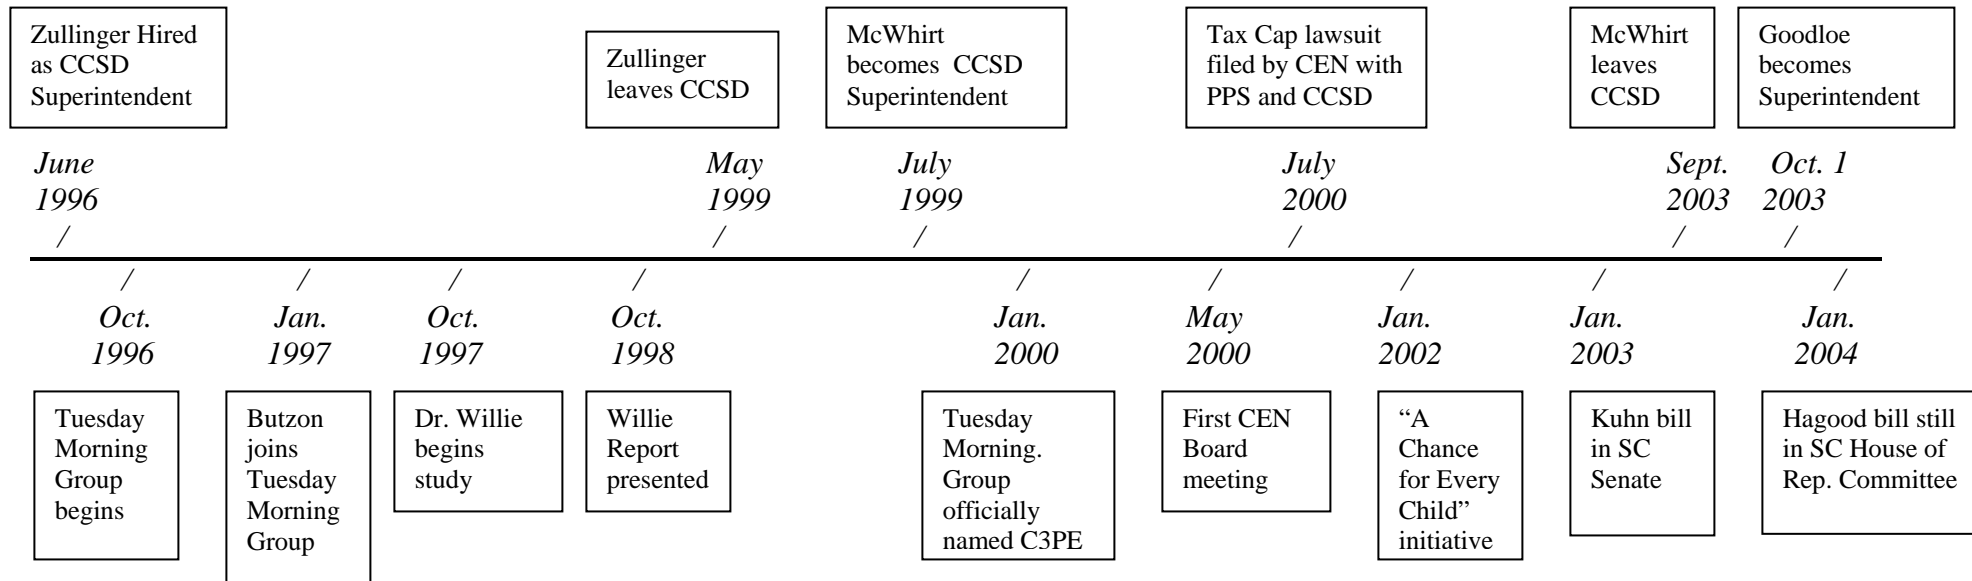 Zullinger Hired
as CCSD
Superintendent
Zullinger
leaves CCSD
McWhirt
becomes CCSD
Superintendent
Tax Cap lawsuit
filed by CEN with
PPS and CCSD
McWhirt
leaves
CCSD
Goodloe
becomes
Superintendent
June
1996
May
1999
July
1999
July
2000
Sept.
2003
Oct. 1
2003
/ / / / / /
/ / / / / / / / /
Oct.
1996
Jan.
1997
Oct.
1997
Oct.
1998
Jan.
2000
May
2000
Jan.
2002
Jan.
2003
Jan.
2004
Tuesday
Morning
Group
begins
Butzon
joins
Tuesday
Morning
Group
Dr. Willie
begins
study
Willie
Report
presented
Tuesday
Morning.
Group
officially
named C3PE
First CEN
Board
meeting
“A
Chance
for Every
Child”
initiative
Kuhn bill
in SC
Senate
Hagood bill still
in SC House of
Rep. Committee